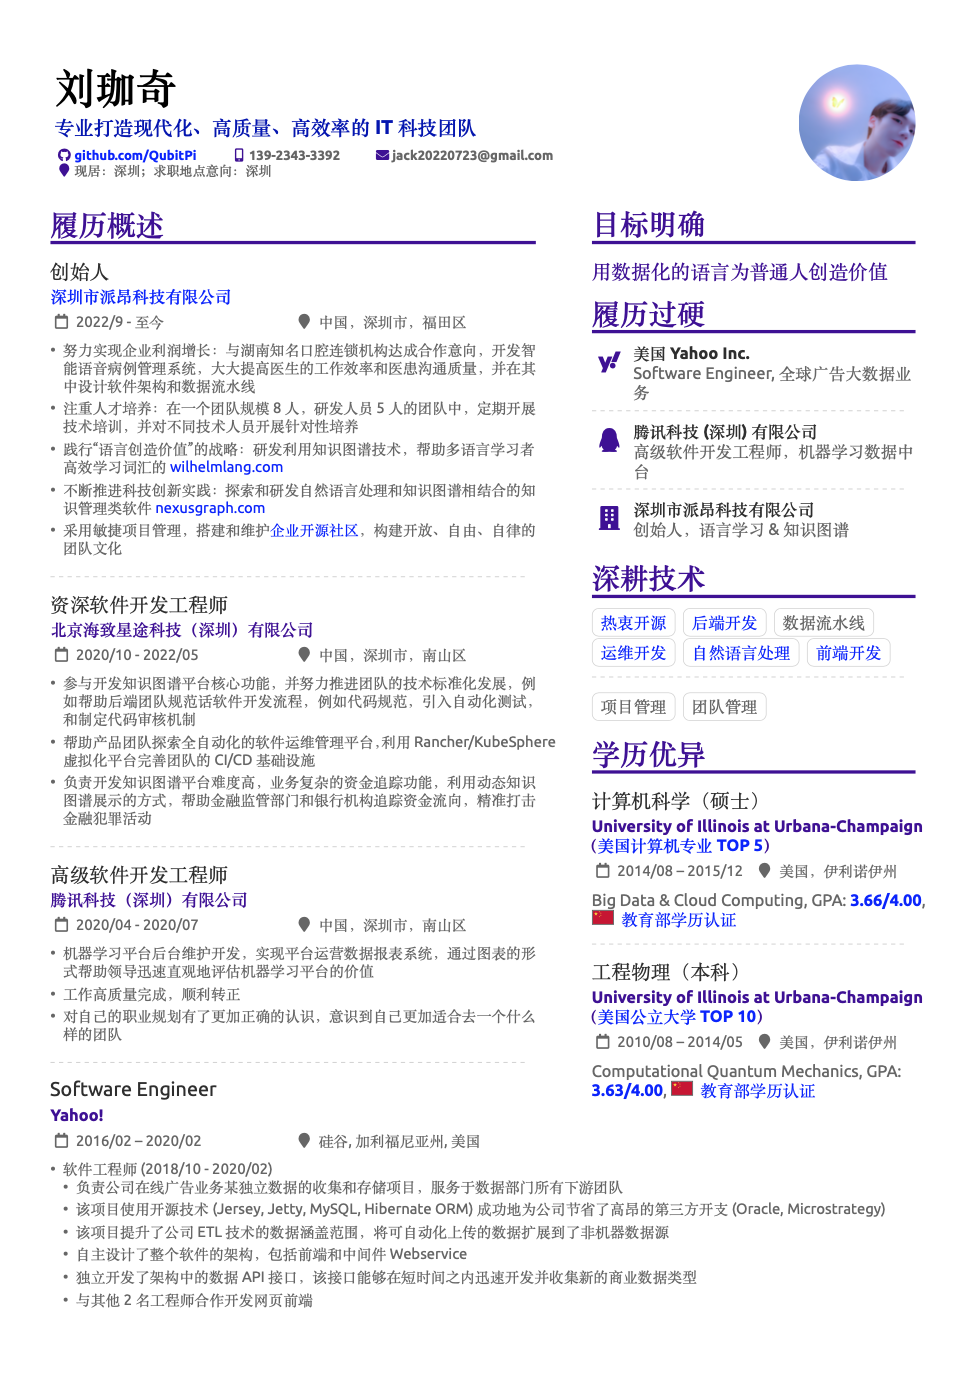 刘珈奇
专业打造现代化、高质量、高效率的 IT 科技团队
github.com/QubitPi 139-2343-3392 jack20220723@gmail.com
现居：深圳；求职地点意向：深圳
履历概述
创始人
深圳市派昂科技有限公司
2022/9 - 至今 中国，深圳市，福田区
• 努力实现企业利润增长：与湖南知名口腔连锁机构达成合作意向，开发智
能语音病例管理系统，大大提高医生的工作效率和医患沟通质量，并在其
中设计软件架构和数据流水线
• 注重人才培养：在一个团队规模 8 人，研发人员 5 人的团队中，定期开展
技术培训，并对不同技术人员开展针对性培养
• 践行“语言创造价值”的战略：研发利用知识图谱技术，帮助多语言学习者
高效学习词汇的 wilhelmlang.com
• 不断推进科技创新实践：探索和研发自然语言处理和知识图谱相结合的知
识管理类软件 nexusgraph.com
• 采用敏捷项目管理，搭建和维护企业开源社区，构建开放、自由、自律的
团队文化
资深软件开发工程师
北京海致星途科技（深圳）有限公司
2020/10 - 2022/05 中国，深圳市，南山区
• 参与开发知识图谱平台核心功能，并努力推进团队的技术标准化发展，例
如帮助后端团队规范话软件开发流程，例如代码规范，引入自动化测试，
和制定代码审核机制
• 帮助产品团队探索全自动化的软件运维管理平台，利用 Rancher/KubeSphere
虚拟化平台完善团队的 CI/CD 基础设施
• 负责开发知识图谱平台难度高，业务复杂的资金追踪功能，利用动态知识
图谱展示的方式，帮助金融监管部门和银行机构追踪资金流向，精准打击
金融犯罪活动
高级软件开发工程师
腾讯科技（深圳）有限公司
2020/04 - 2020/07 中国，深圳市，南山区
• 机器学习平台后台维护开发，实现平台运营数据报表系统，通过图表的形
式帮助领导迅速直观地评估机器学习平台的价值
• 工作高质量完成，顺利转正
• 对自己的职业规划有了更加正确的认识，意识到自己更加适合去一个什么
样的团队
Software Engineer
Yahoo!
2016/02 – 2020/02 硅谷, 加利福尼亚州, 美国
• 软件工程师 (2018/10 - 2020/02)
• 负责公司在线广告业务某独立数据的收集和存储项目，服务于数据部门所有下游团队
• 该项目使用开源技术 (Jersey, Jetty, MySQL, Hibernate ORM) 成功地为公司节省了高昂的第三方开支 (Oracle, Microstrategy)
• 该项目提升了公司 ETL 技术的数据涵盖范围，将可自动化上传的数据扩展到了非机器数据源
• 自主设计了整个软件的架构，包括前端和中间件 Webservice
• 独立开发了架构中的数据 API 接口，该接口能够在短时间之内迅速开发并收集新的商业数据类型
• 与其他 2 名工程师合作开发网页前端
目标明确
用数据化的语言为普通人创造价值
履历过硬
美国 Yahoo Inc.
Software Engineer, 全球广告大数据业
务
腾讯科技 (深圳) 有限公司
高级软件开发工程师，机器学习数据中
台
深圳市派昂科技有限公司
创始人，语言学习 & 知识图谱
深耕技术
热衷开源 后端开发 数据流水线
运维开发 自然语言处理 前端开发
项目管理 团队管理
学历优异
计算机科学（硕士）
University of Illinois at Urbana-Champaign
(美国计算机专业 TOP 5)
2014/08 – 2015/12 美国，伊利诺伊州
Big Data & Cloud Computing, GPA: 3.66/4.00,
教育部学历认证
工程物理（本科）
University of Illinois at Urbana-Champaign
(美国公立大学 TOP 10)
2010/08 – 2014/05 美国，伊利诺伊州
Computational Quantum Mechanics, GPA:
3.63/4.00, 教育部学历认证